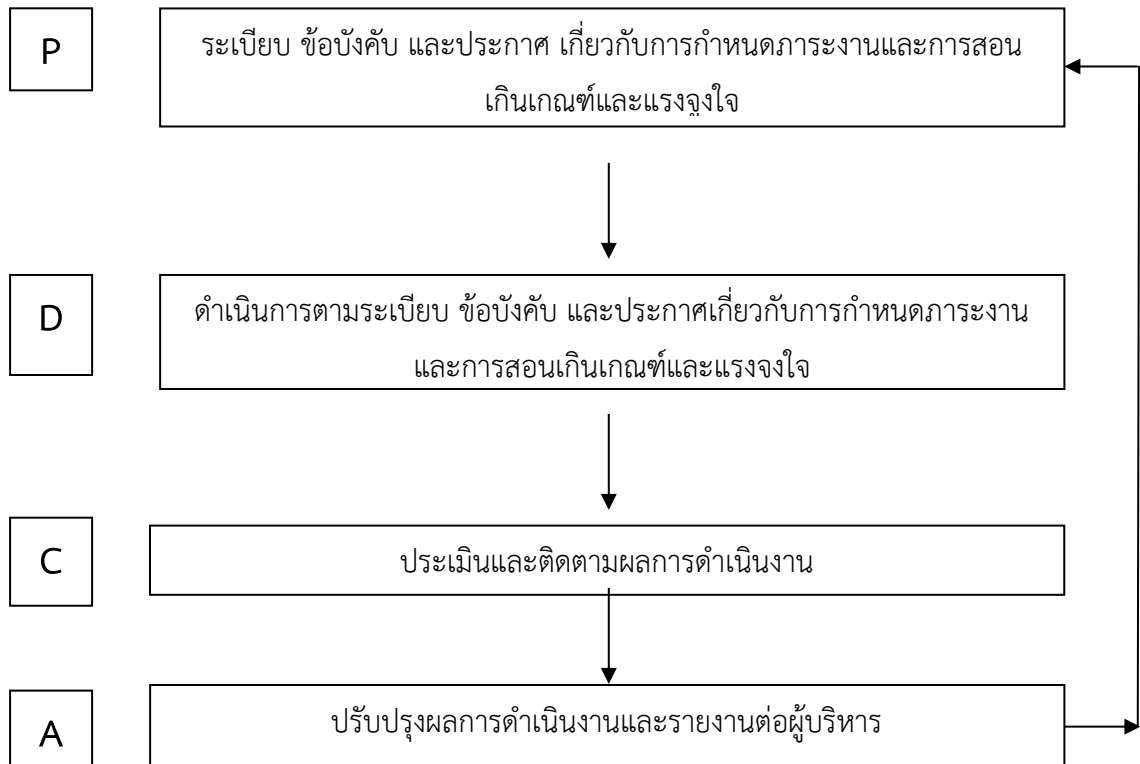 P
ระเบียบ ข้อบังคับ และประกาศ เกี่ยวกับการกำหนดภาระงานและการสอน
เกินเกณฑ์และแรงจูงใจ
D
ดำเนินการตามระเบียบ ข้อบังคับ และประกาศเกี่ยวกับการกำหนดภาระงาน
และการสอนเกินเกณฑ์และแรงจงใจ
C
ประเมินและติดตามผลการดำเนินงาน
A
ปรับปรุงผลการดำเนินงานและรายงานต่อผู้บริหาร